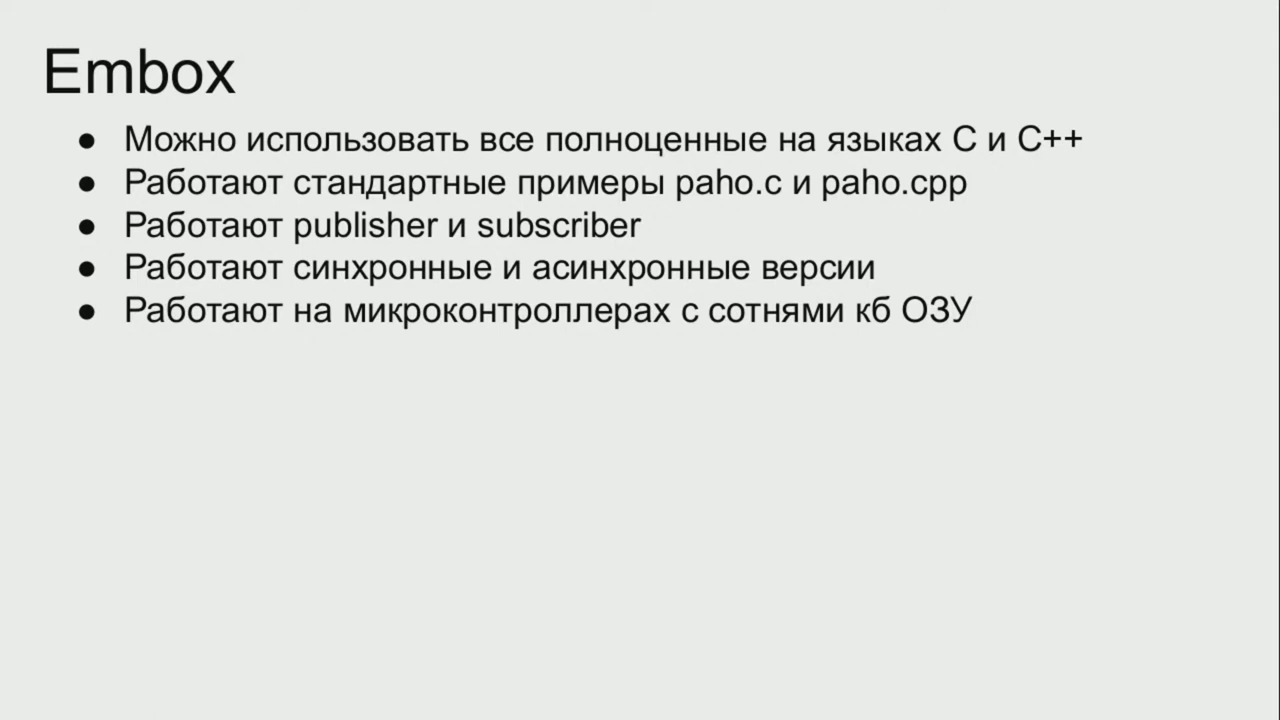 Embox
● Можно использовать все полноценные на языках C и C++
● Работают стандартные примеры paho.c и paho.cpp
● Работают publisher и subscriber
● Работают синхронные и асинхронные версии
● Работают на микроконтроллерах с сотнями кб ОЗУ